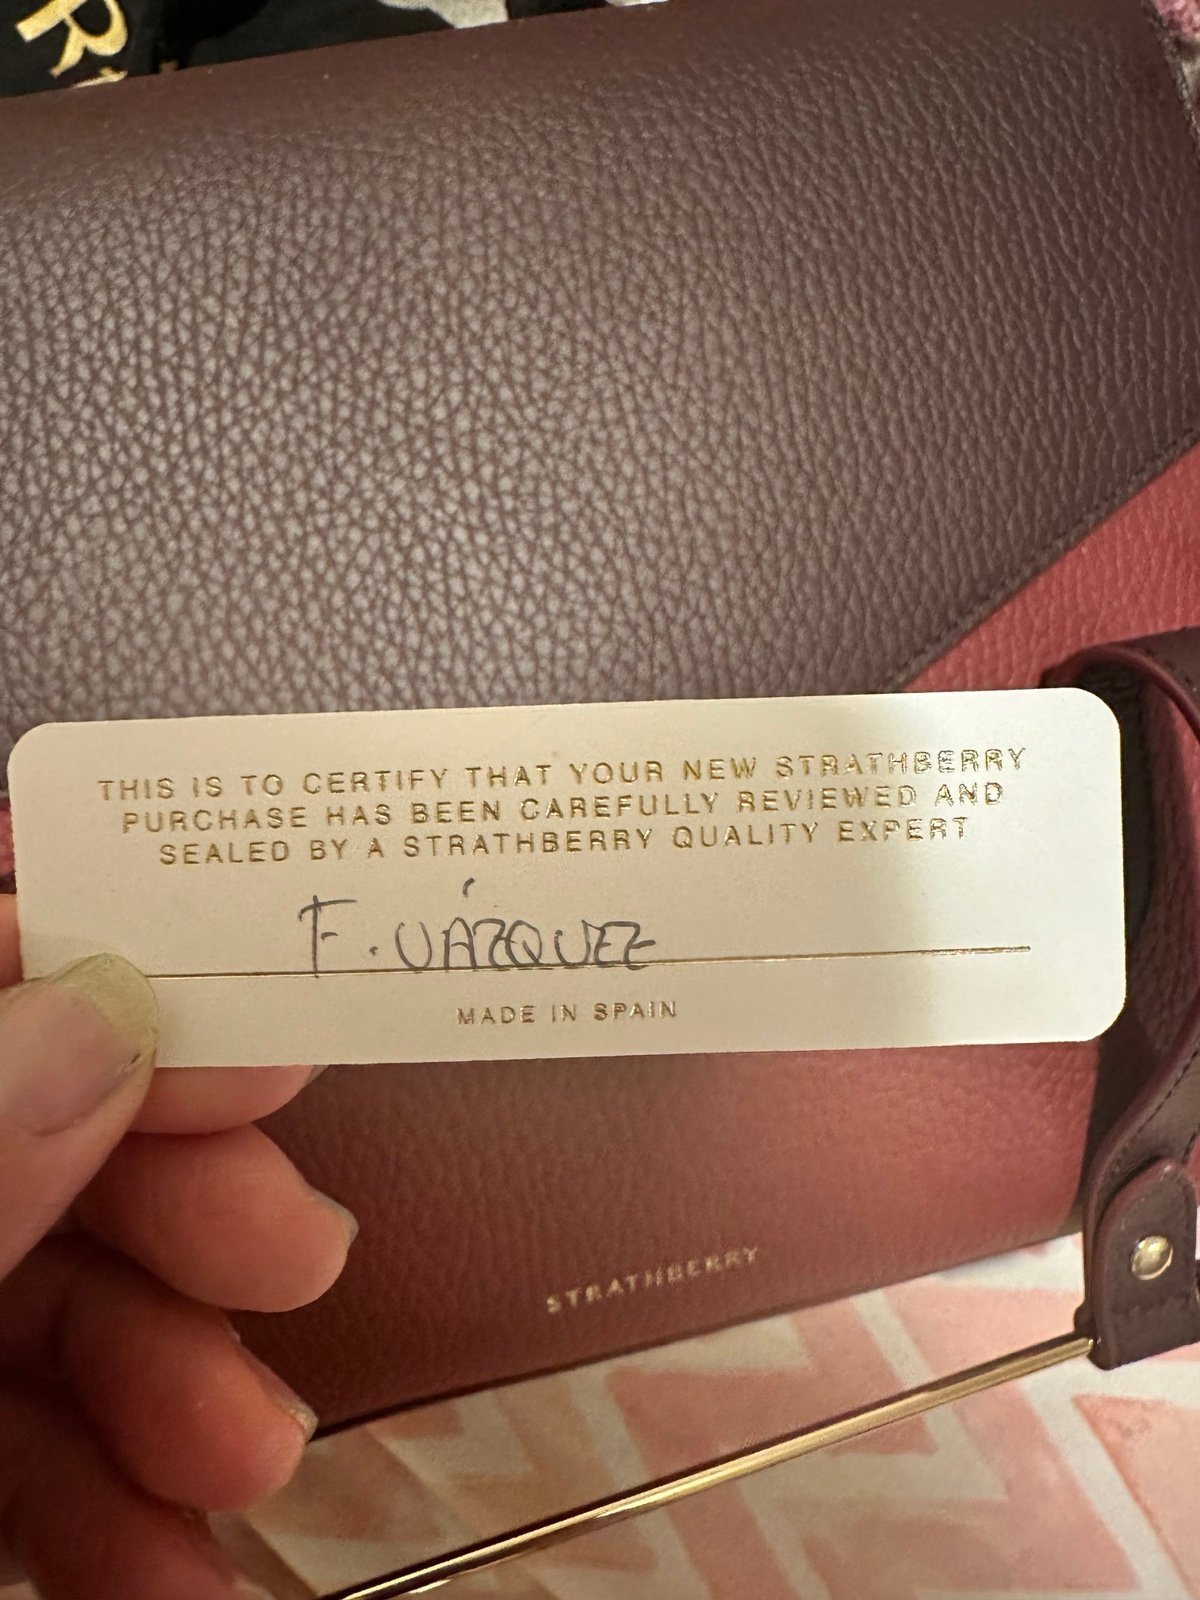 THIS IS TO CERTIFY THAT YOUR NEW STRATHBERRY
PURCHASE HAS BEEN CAREFULLY REVIEWED AND
SEALED BY A STRATHBERRY QUALITY EXPERT
F. VÁZQUEZ
MADE IN SPAIN
STRATHBERRY